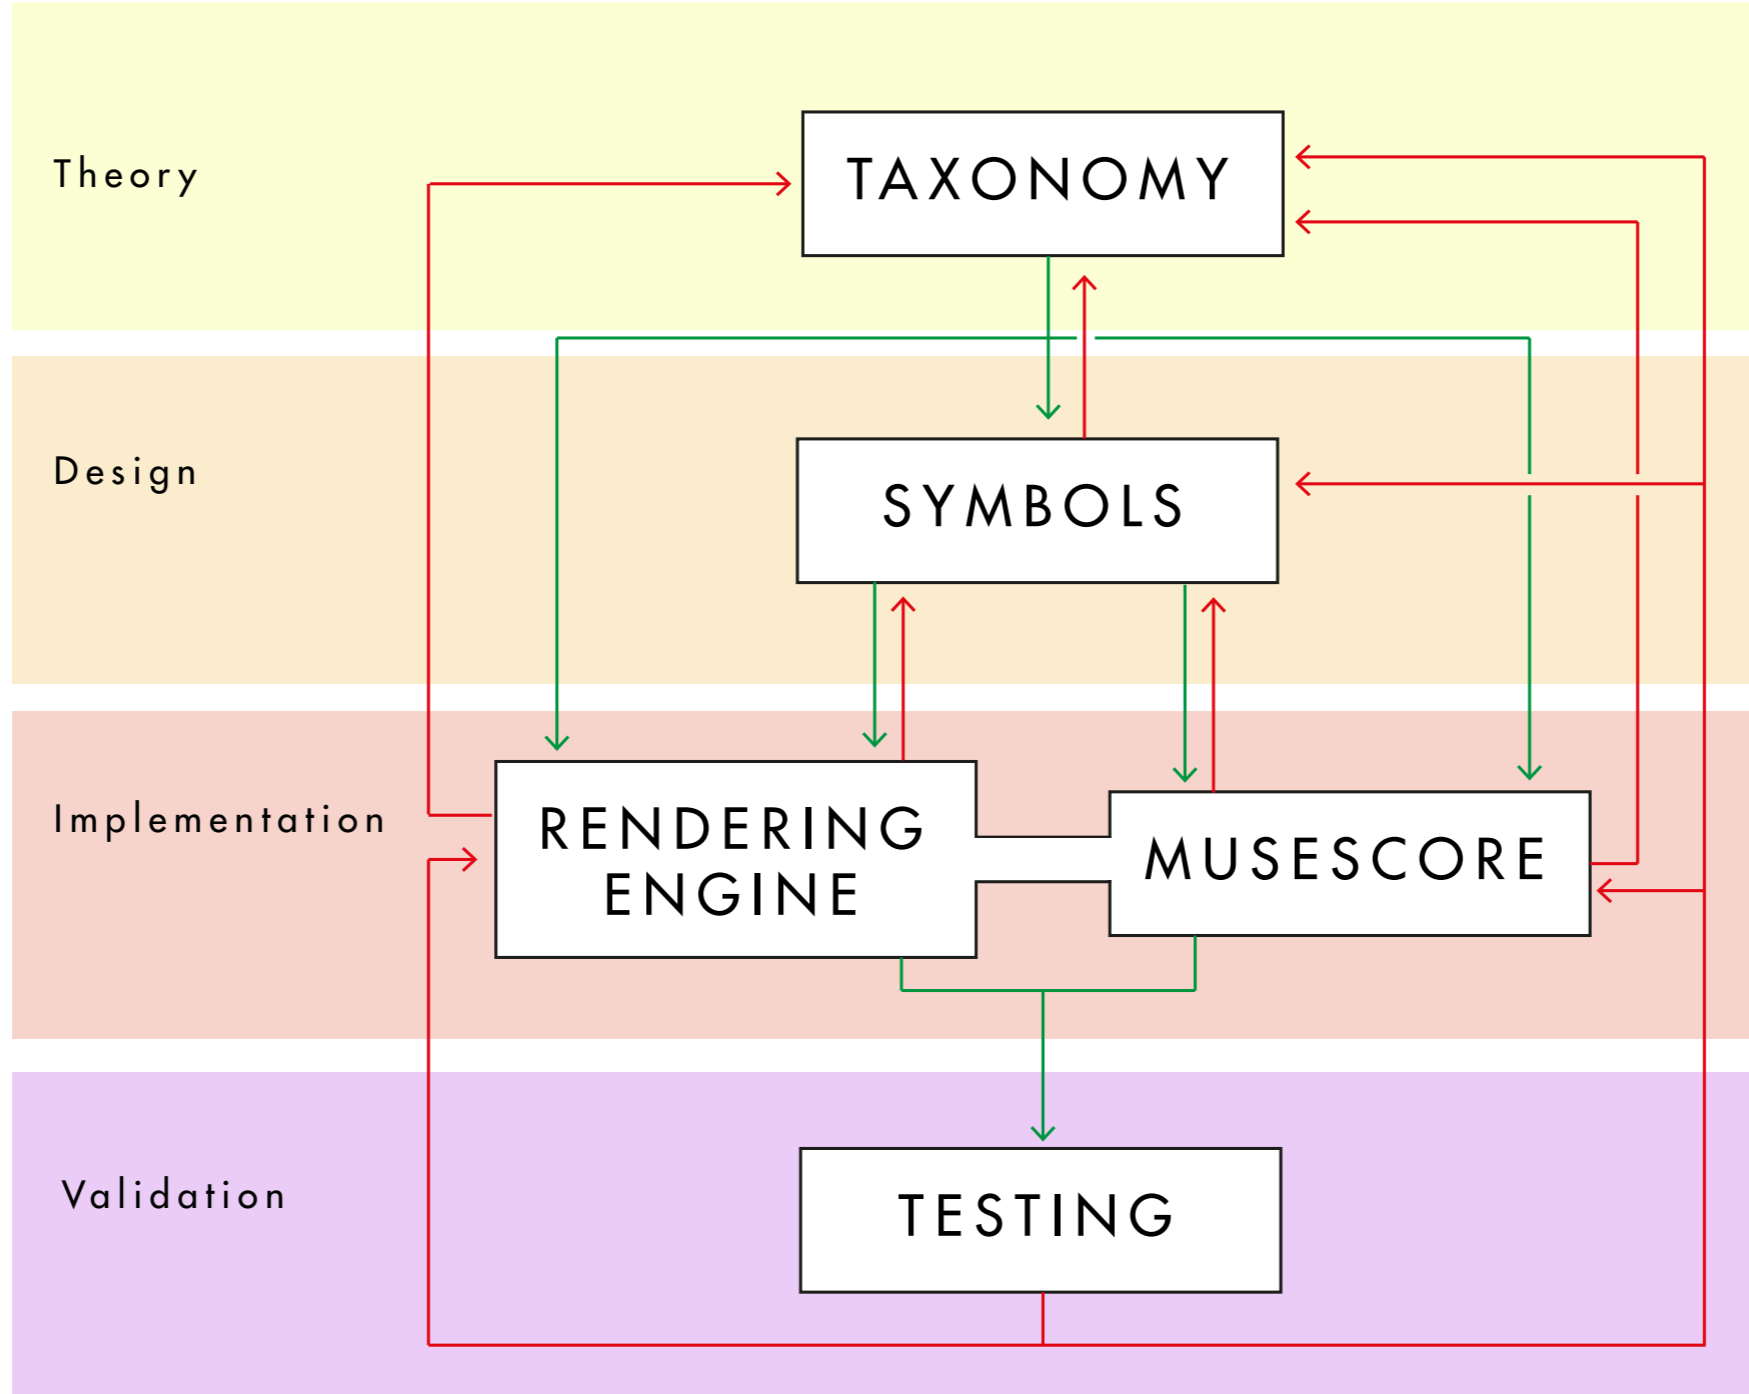 Theory
TAXONOMY
Design
SYMBOLS
Implementation
RENDERING
ENGINE
MUSESCORE
Validation
TESTING